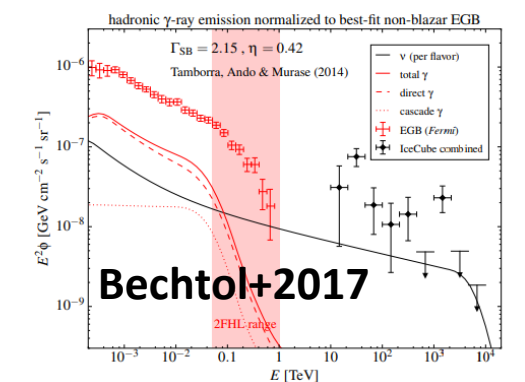 hadronic γ-ray emission normalized to best-fit non-blazar EGB
Γ_SB = 2.15 , η = 0.42
Tamborra, Ando & Murase (2014)
ν (per flavor)
total γ
direct γ
cascade γ
EGB (Fermi)
IceCube combined
10⁻⁶
10⁻⁷
10⁻⁸
10⁻⁹
E²ϕ [GeV cm⁻² s⁻¹ sr⁻¹]
Bechtol+2017
2FHL range
10⁻³ 10⁻² 0.1 1 10 10² 10³ 10⁴
E [TeV]